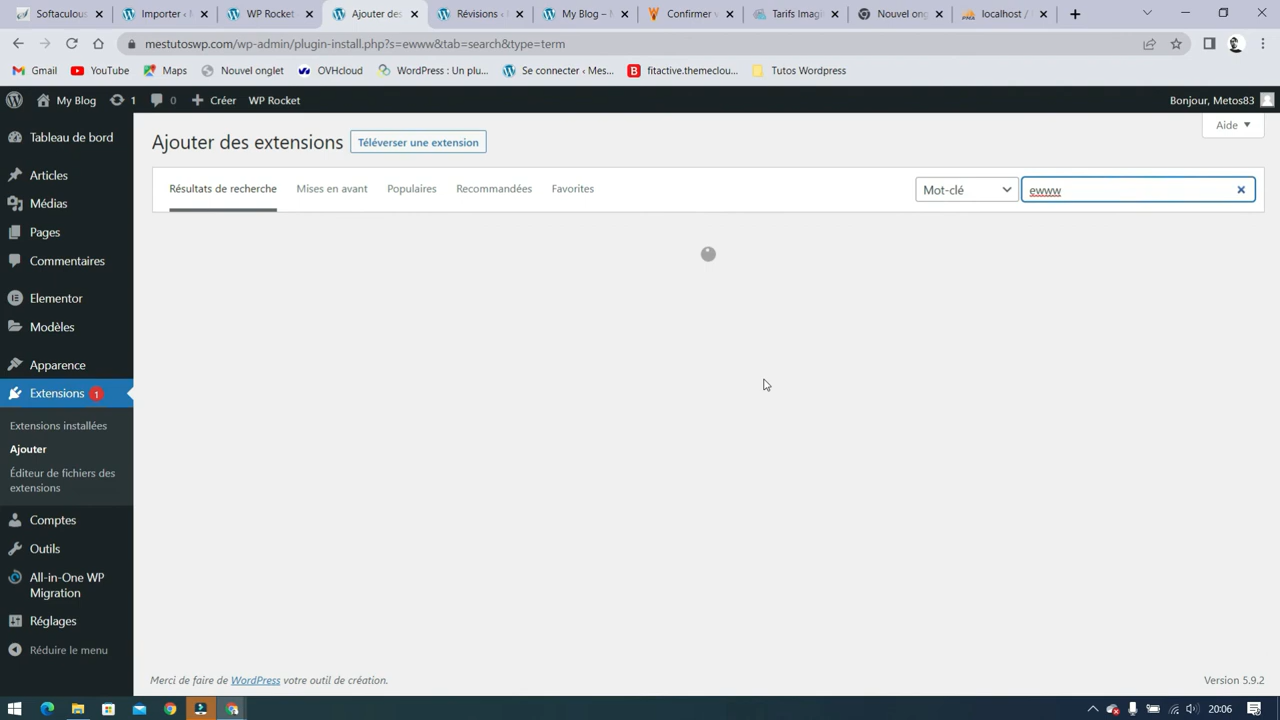 Softaculous
Importer ‹ M
WP Rocket
Ajouter des
Révisions ‹ M
My Blog – M
Confirmer v
Tarifs Imagi
Nouvel ong
localhost /
mestutoswp.com/wp-admin/plugin-install.php?s=ewww&tab=search&type=term
Gmail
YouTube
Maps
Nouvel onglet
OVHcloud
WordPress : Un plu...
Se connecter ‹ Mes...
fitactive.themeclou...
Tutos Wordpress
My Blog
1
0
Créer
WP Rocket
Bonjour, Metos83
Tableau de bord
Articles
Médias
Pages
Commentaires
Elementor
Modèles
Apparence
Extensions 1
Extensions installées
Ajouter
Éditeur de fichiers des
extensions
Comptes
Outils
All-in-One WP
Migration
Réglages
Réduire le menu
Aide
Ajouter des extensions
Téléverser une extension
Résultats de recherche
Mises en avant
Populaires
Recommandées
Favorites
Mot-clé
ewww
Merci de faire de WordPress votre outil de création.
Version 5.9.2
20:06